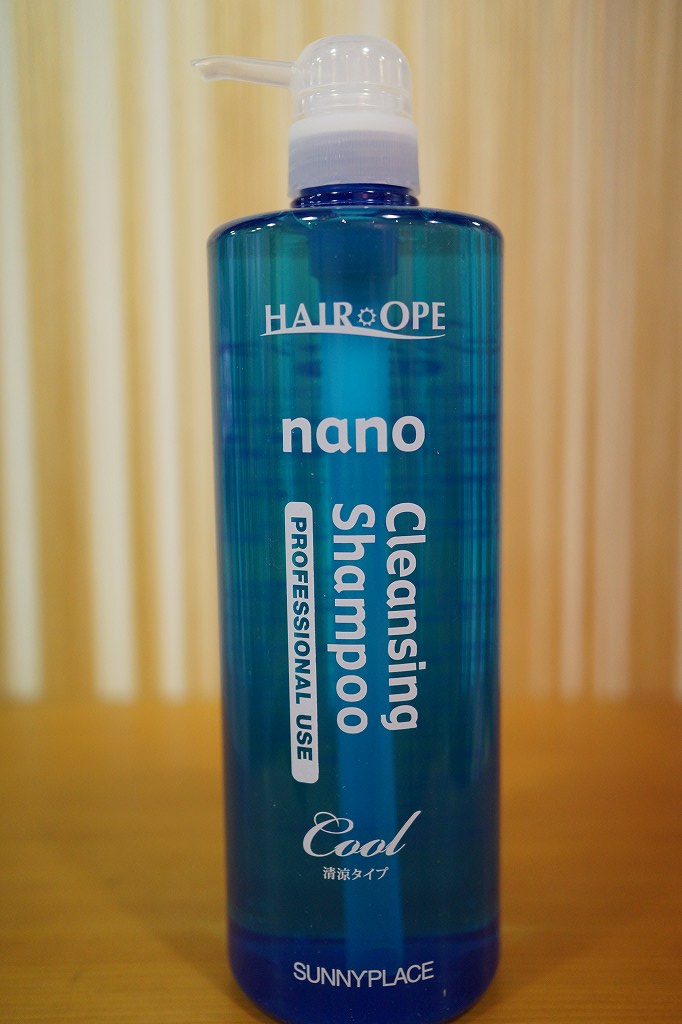 HAIR OPE
nano
Cleansing
Shampoo
PROFESSIONAL USE
Cool
清涼タイプ
SUNNYPLACE